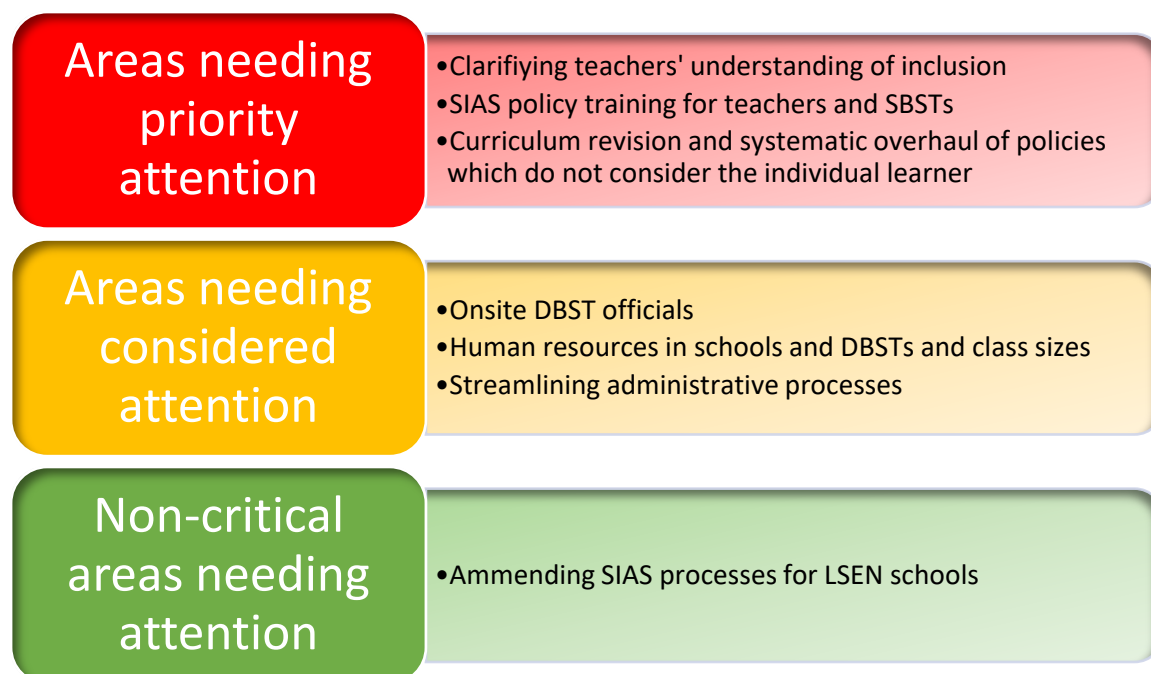 Areas needing
priority
attention
•Clarifiying teachers' understanding of inclusion
•SIAS policy training for teachers and SBSTs
•Curriculum revision and systematic overhaul of policies
which do not consider the individual learner
Areas needing
considered
attention
•Onsite DBST officials
•Human resources in schools and DBSTs and class sizes
•Streamlining administrative processes
Non-critical
areas needing
attention
•Ammending SIAS processes for LSEN schools